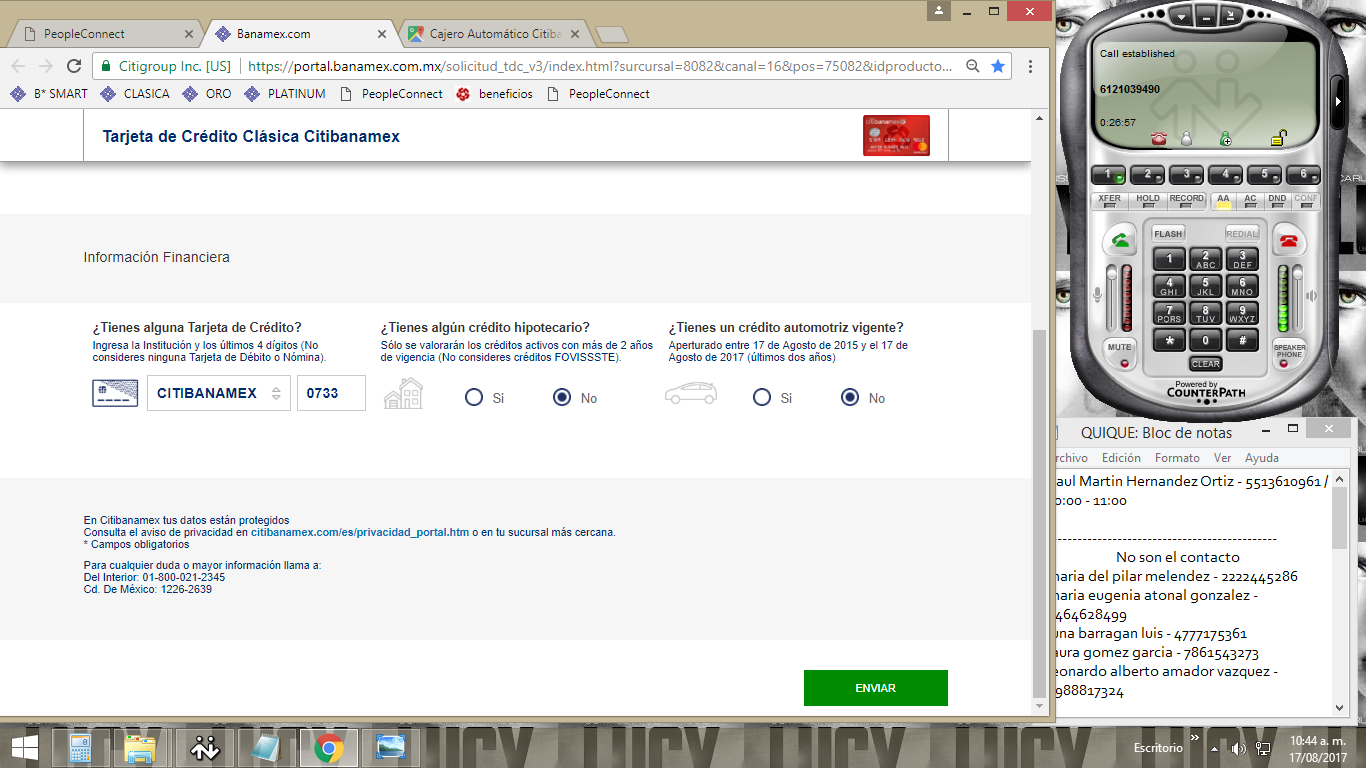 PeopleConnect
Banamex.com
Cajero Automático Citiba
Citigroup Inc. [US]
https://portal.banamex.com.mx/solicitud_tdc_v3/index.html?surcursal=8082&canal=16&pos=75082&idproducto...
B* SMART
CLASICA
ORO
PLATINUM
PeopleConnect
beneficios
PeopleConnect
Tarjeta de Crédito Clásica Citibanamex
Información Financiera
¿Tienes alguna Tarjeta de Crédito?
Ingresa la Institución y los últimos 4 dígitos (No
consideres ninguna Tarjeta de Débito o Nómina).
CITIBANAMEX
0733
¿Tienes algún crédito hipotecario?
Sólo se valorarán los créditos activos con más de 2 años
de vigencia (No consideres créditos FOVISSSTE).
Si
No
¿Tienes un crédito automotriz vigente?
Aperturado entre 17 de Agosto de 2015 y el 17 de
Agosto de 2017 (últimos dos años)
Si
No
En Citibanamex tus datos están protegidos
Consulta el aviso de privacidad en citibanamex.com/es/privacidad_portal.htm o en tu sucursal más cercana.
* Campos obligatorios
Para cualquier duda o mayor información llama a:
Del Interior: 01-800-021-2345
Cd. De México: 1226-2639
ENVIAR
Call established
6121039490
0:26:57
1 2 3 4 5 6
XFER HOLD RECORD AA AC DND CONF
FLASH REDIAL
1 2 ABC 3 DEF
4 GHI 5 JKL 6 MNO
7 PQRS 8 TUV 9 WXYZ
* 0 #
MUTE
CLEAR
SPEAKER
PHONE
Powered by
COUNTERPATH
QUIQUE: Bloc de notas
rchivo Edición Formato Ver Ayuda
aul Martin Hernandez Ortiz - 5513610961 /
0:00 - 11:00
--------------------------------------------
No son el contacto
naria del pilar melendez - 2222445286
naria eugenia atonal gonzalez -
464628499
una barragan luis - 4777175361
aura gomez garcia - 7861543273
eonardo alberto amador vazquez -
988817324
LUCY LUCY LUCY LUCY
Escritorio
10:44 a. m.
17/08/2017